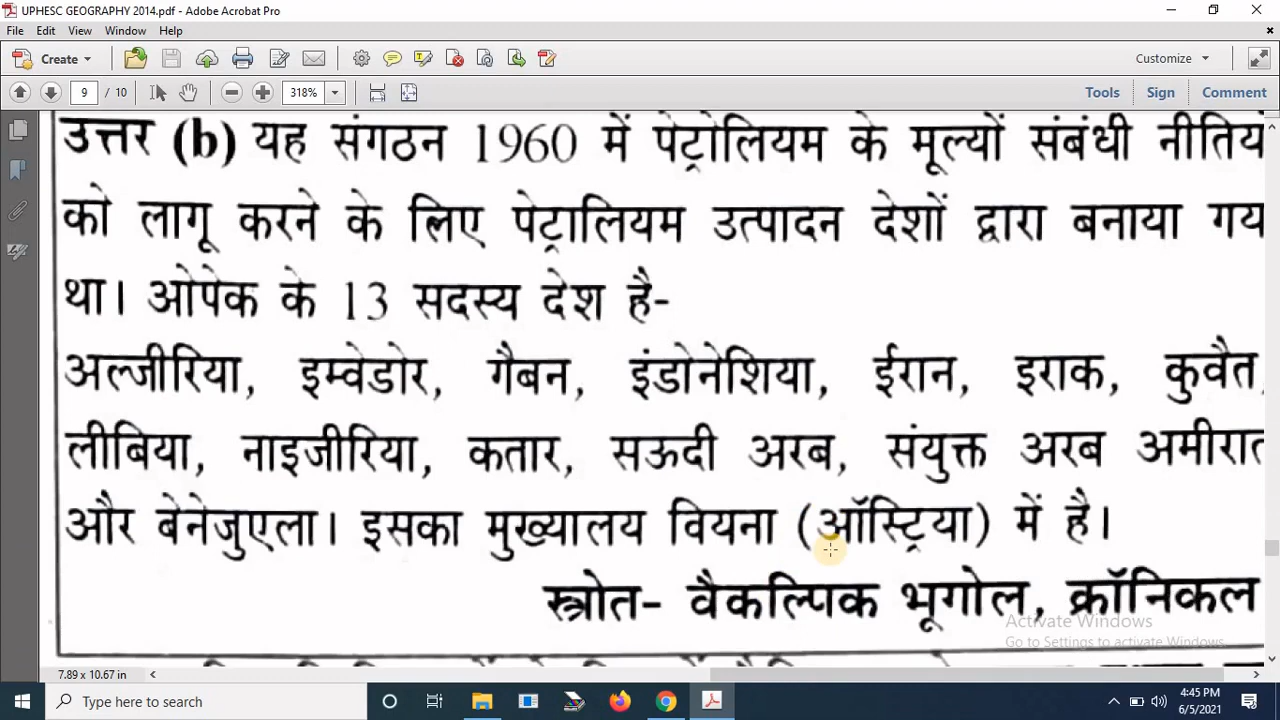 UPHESC GEOGRAPHY 2014.pdf - Adobe Acrobat Pro
File Edit View Window Help
Create Customize
9 / 10 318% Tools Sign Comment
उत्तर (b) यह संगठन 1960 में पेट्रोलियम के मूल्यों संबंधी नीतिय
को लागू करने के लिए पेट्रालियम उत्पादन देशों द्वारा बनाया गय
था। ओपेक के 13 सदस्य देश है-
अल्जीरिया, इम्वेडोर, गैबन, इंडोनेशिया, ईरान, इराक, कुवैत,
लीबिया, नाइजीरिया, कतार, सऊदी अरब, संयुक्त अरब अमीरात
और बेनेजुएला। इसका मुख्यालय वियना (ऑस्ट्रिया) में है।
स्त्रोत- वैकल्पिक भूगोल, क्रॉनिकल
Activate Windows
Go to Settings to activate Windows.
7.89 x 10.67 in
Type here to search
4:45 PM
6/5/2021